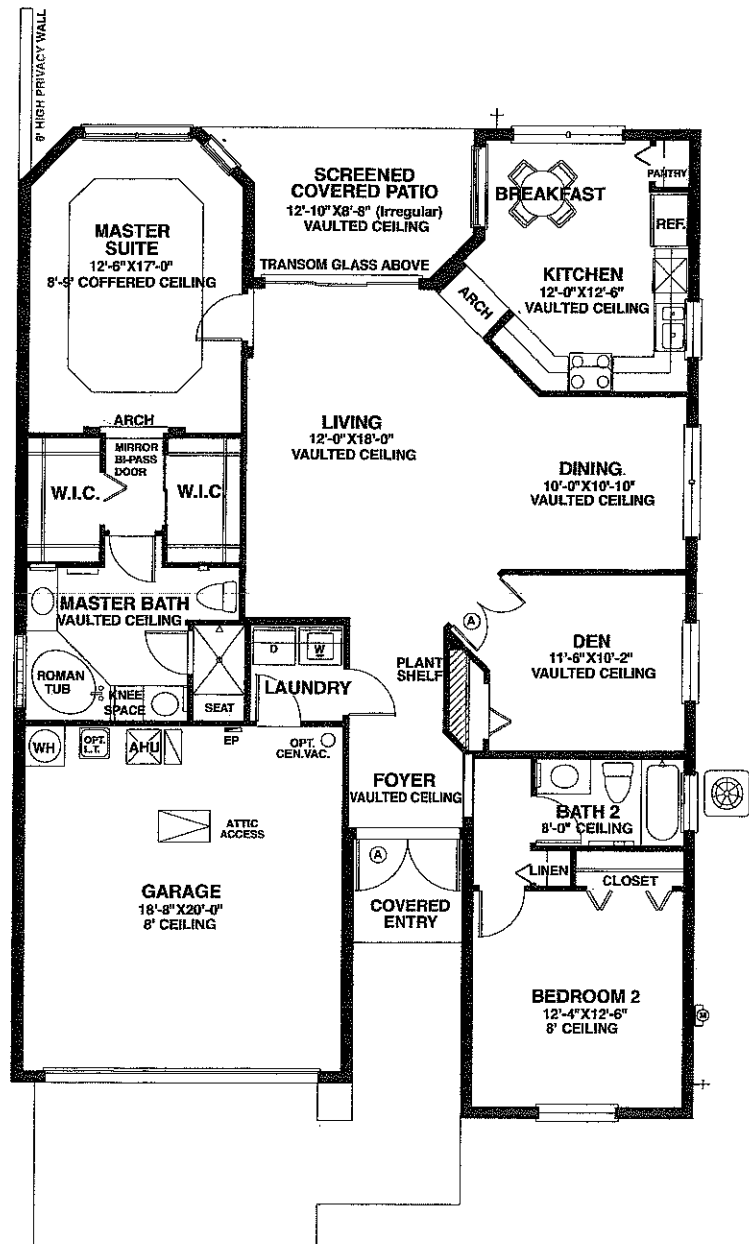 6' HIGH PRIVACY WALL
SCREENED
COVERED PATIO
12'-10"X8'-8" (Irregular)
VAULTED CEILING
TRANSOM GLASS ABOVE
BREAKFAST
PANTRY
REF.
MASTER
SUITE
12'-6"X17'-0"
8'-9' COFFERED CEILING
KITCHEN
12'-0"X12'-6"
VAULTED CEILING
ARCH
ARCH
MIRROR
BI-PASS
DOOR
W.I.C.
W.I.C
LIVING
12'-0"X18'-0"
VAULTED CEILING
DINING
10'-0"X10'-10"
VAULTED CEILING
MASTER BATH
VAULTED CEILING
ROMAN
TUB
KNEE
SPACE
SEAT
D
W
LAUNDRY
A
PLANT
SHELF
DEN
11'-6"X10'-2"
VAULTED CEILING
WH
OPT.
L.T.
AHU
EP
OPT.
CEN.VAC.
FOYER
VAULTED CEILING
ATTIC
ACCESS
BATH 2
8'-0" CEILING
LINEN
CLOSET
A
COVERED
ENTRY
GARAGE
18'-8"X20'-0"
8' CEILING
BEDROOM 2
12'-4"X12'-6"
8' CEILING